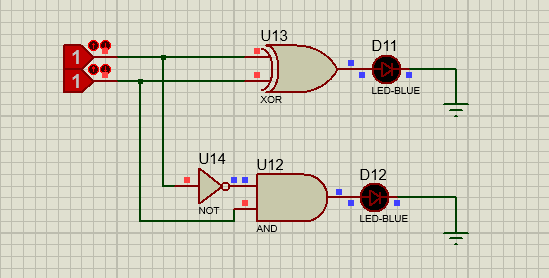 U13
1
1
XOR
D11
LED-BLUE
U14
NOT
U12
AND
D12
LED-BLUE